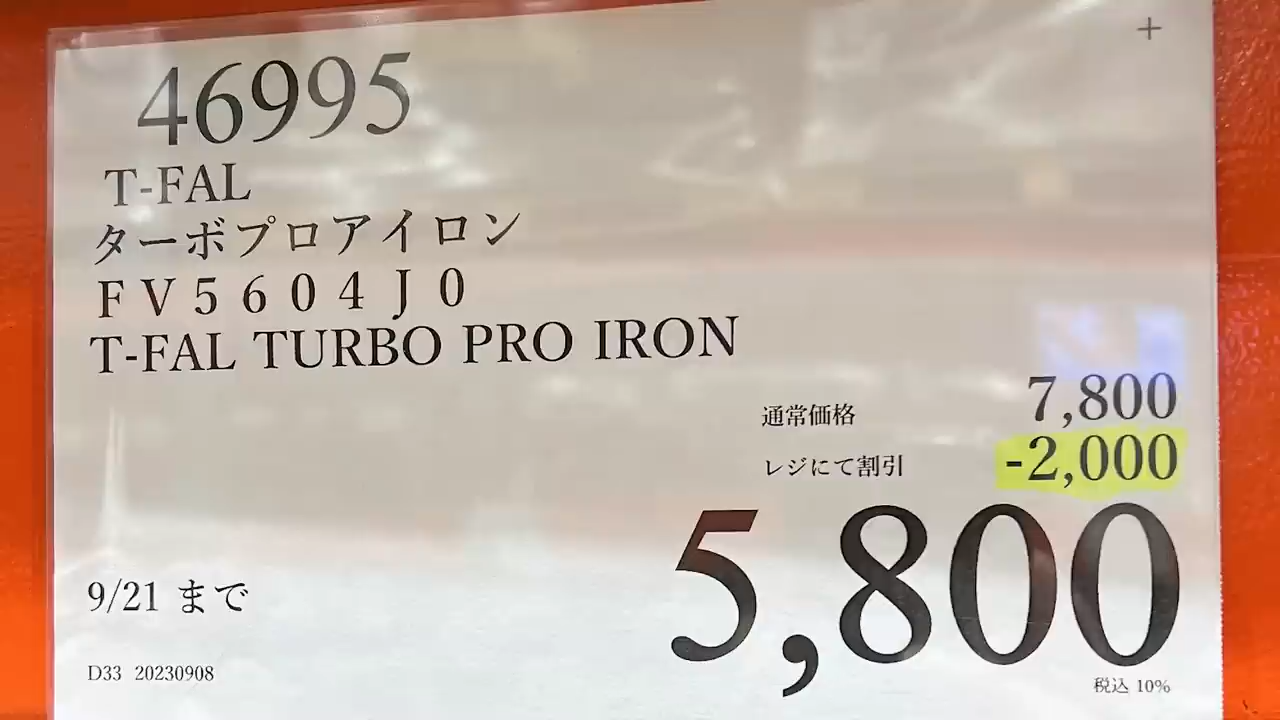 +
46995
T-FAL
ターボプロアイロン
ＦＶ５６０４Ｊ０
T-FAL TURBO PRO IRON
通常価格 7,800
レジにて割引 -2,000
5,800
9/21 まで
D33 20230908
税込 10%